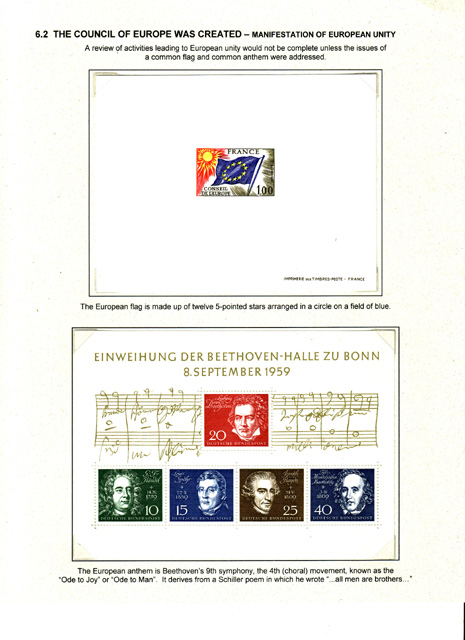 6.2 THE COUNCIL OF EUROPE WAS CREATED – MANIFESTATION OF EUROPEAN UNITY
A review of activities leading to European unity would not be complete unless the issues of
a common flag and common anthem were addressed.
FRANCE
CONSEIL
DE L'EUROPE
1,00
IMPRIMERIE DES TIMBRES-POSTE - FRANCE
The European flag is made up of twelve 5-pointed stars arranged in a circle on a field of blue.
EINWEIHUNG DER BEETHOVEN-HALLE ZU BONN
8. SEPTEMBER 1959
20
DEUTSCHE BUNDESPOST
10
DEUTSCHE BUNDESPOST
15
DEUTSCHE BUNDESPOST
25
DEUTSCHE BUNDESPOST
40
DEUTSCHE BUNDESPOST
The European anthem is Beethoven's 9th symphony, the 4th (choral) movement, known as the
"Ode to Joy" or "Ode to Man". It derives from a Schiller poem in which he wrote "...all men are brothers..."